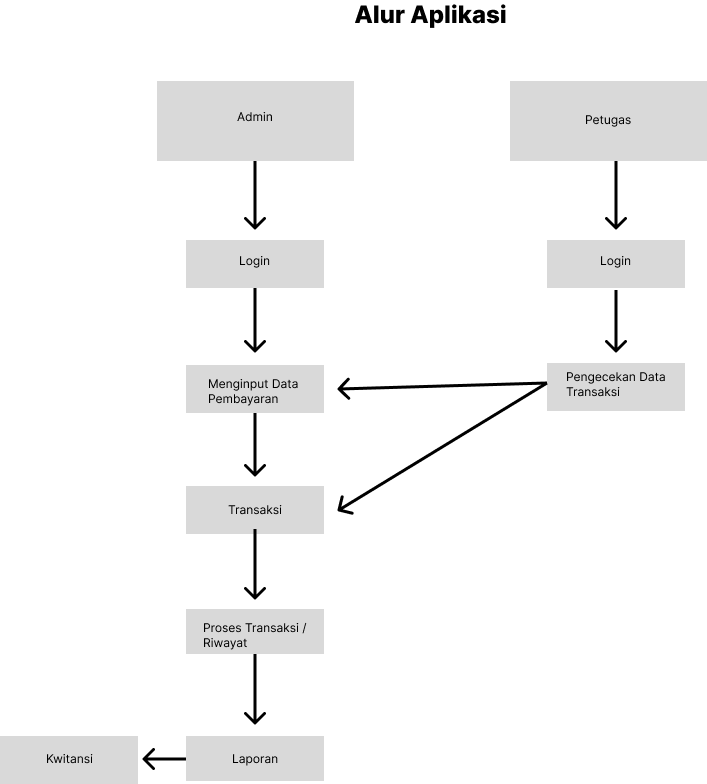 Alur Aplikasi
Admin
Petugas
Login
Login
Menginput Data
Pembayaran
Pengecekan Data
Transaksi
Transaksi
Proses Transaksi /
Riwayat
Kwitansi
Laporan